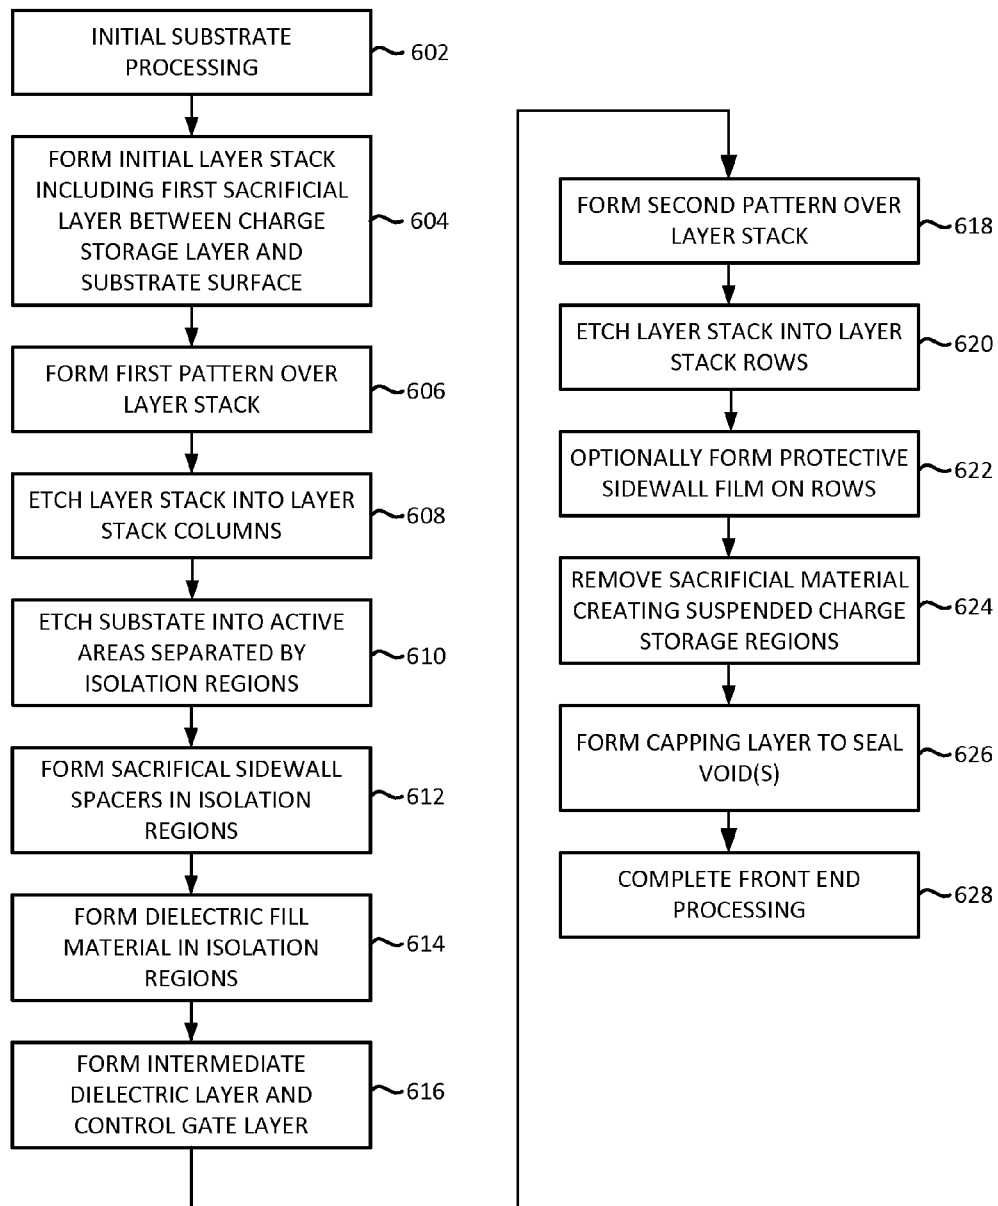 INITIAL SUBSTRATE
PROCESSING
602
FORM INITIAL LAYER STACK
INCLUDING FIRST SACRIFICIAL
LAYER BETWEEN CHARGE
STORAGE LAYER AND
SUBSTRATE SURFACE
604
FORM FIRST PATTERN OVER
LAYER STACK
606
ETCH LAYER STACK INTO LAYER
STACK COLUMNS
608
ETCH SUBSTATE INTO ACTIVE
AREAS SEPARATED BY
ISOLATION REGIONS
610
FORM SACRIFICAL SIDEWALL
SPACERS IN ISOLATION
REGIONS
612
FORM DIELECTRIC FILL
MATERIAL IN ISOLATION
REGIONS
614
FORM INTERMEDIATE
DIELECTRIC LAYER AND
CONTROL GATE LAYER
616
FORM SECOND PATTERN OVER
LAYER STACK
618
ETCH LAYER STACK INTO LAYER
STACK ROWS
620
OPTIONALLY FORM PROTECTIVE
SIDEWALL FILM ON ROWS
622
REMOVE SACRIFICIAL MATERIAL
CREATING SUSPENDED CHARGE
STORAGE REGIONS
624
FORM CAPPING LAYER TO SEAL
VOID(S)
626
COMPLETE FRONT END
PROCESSING
628